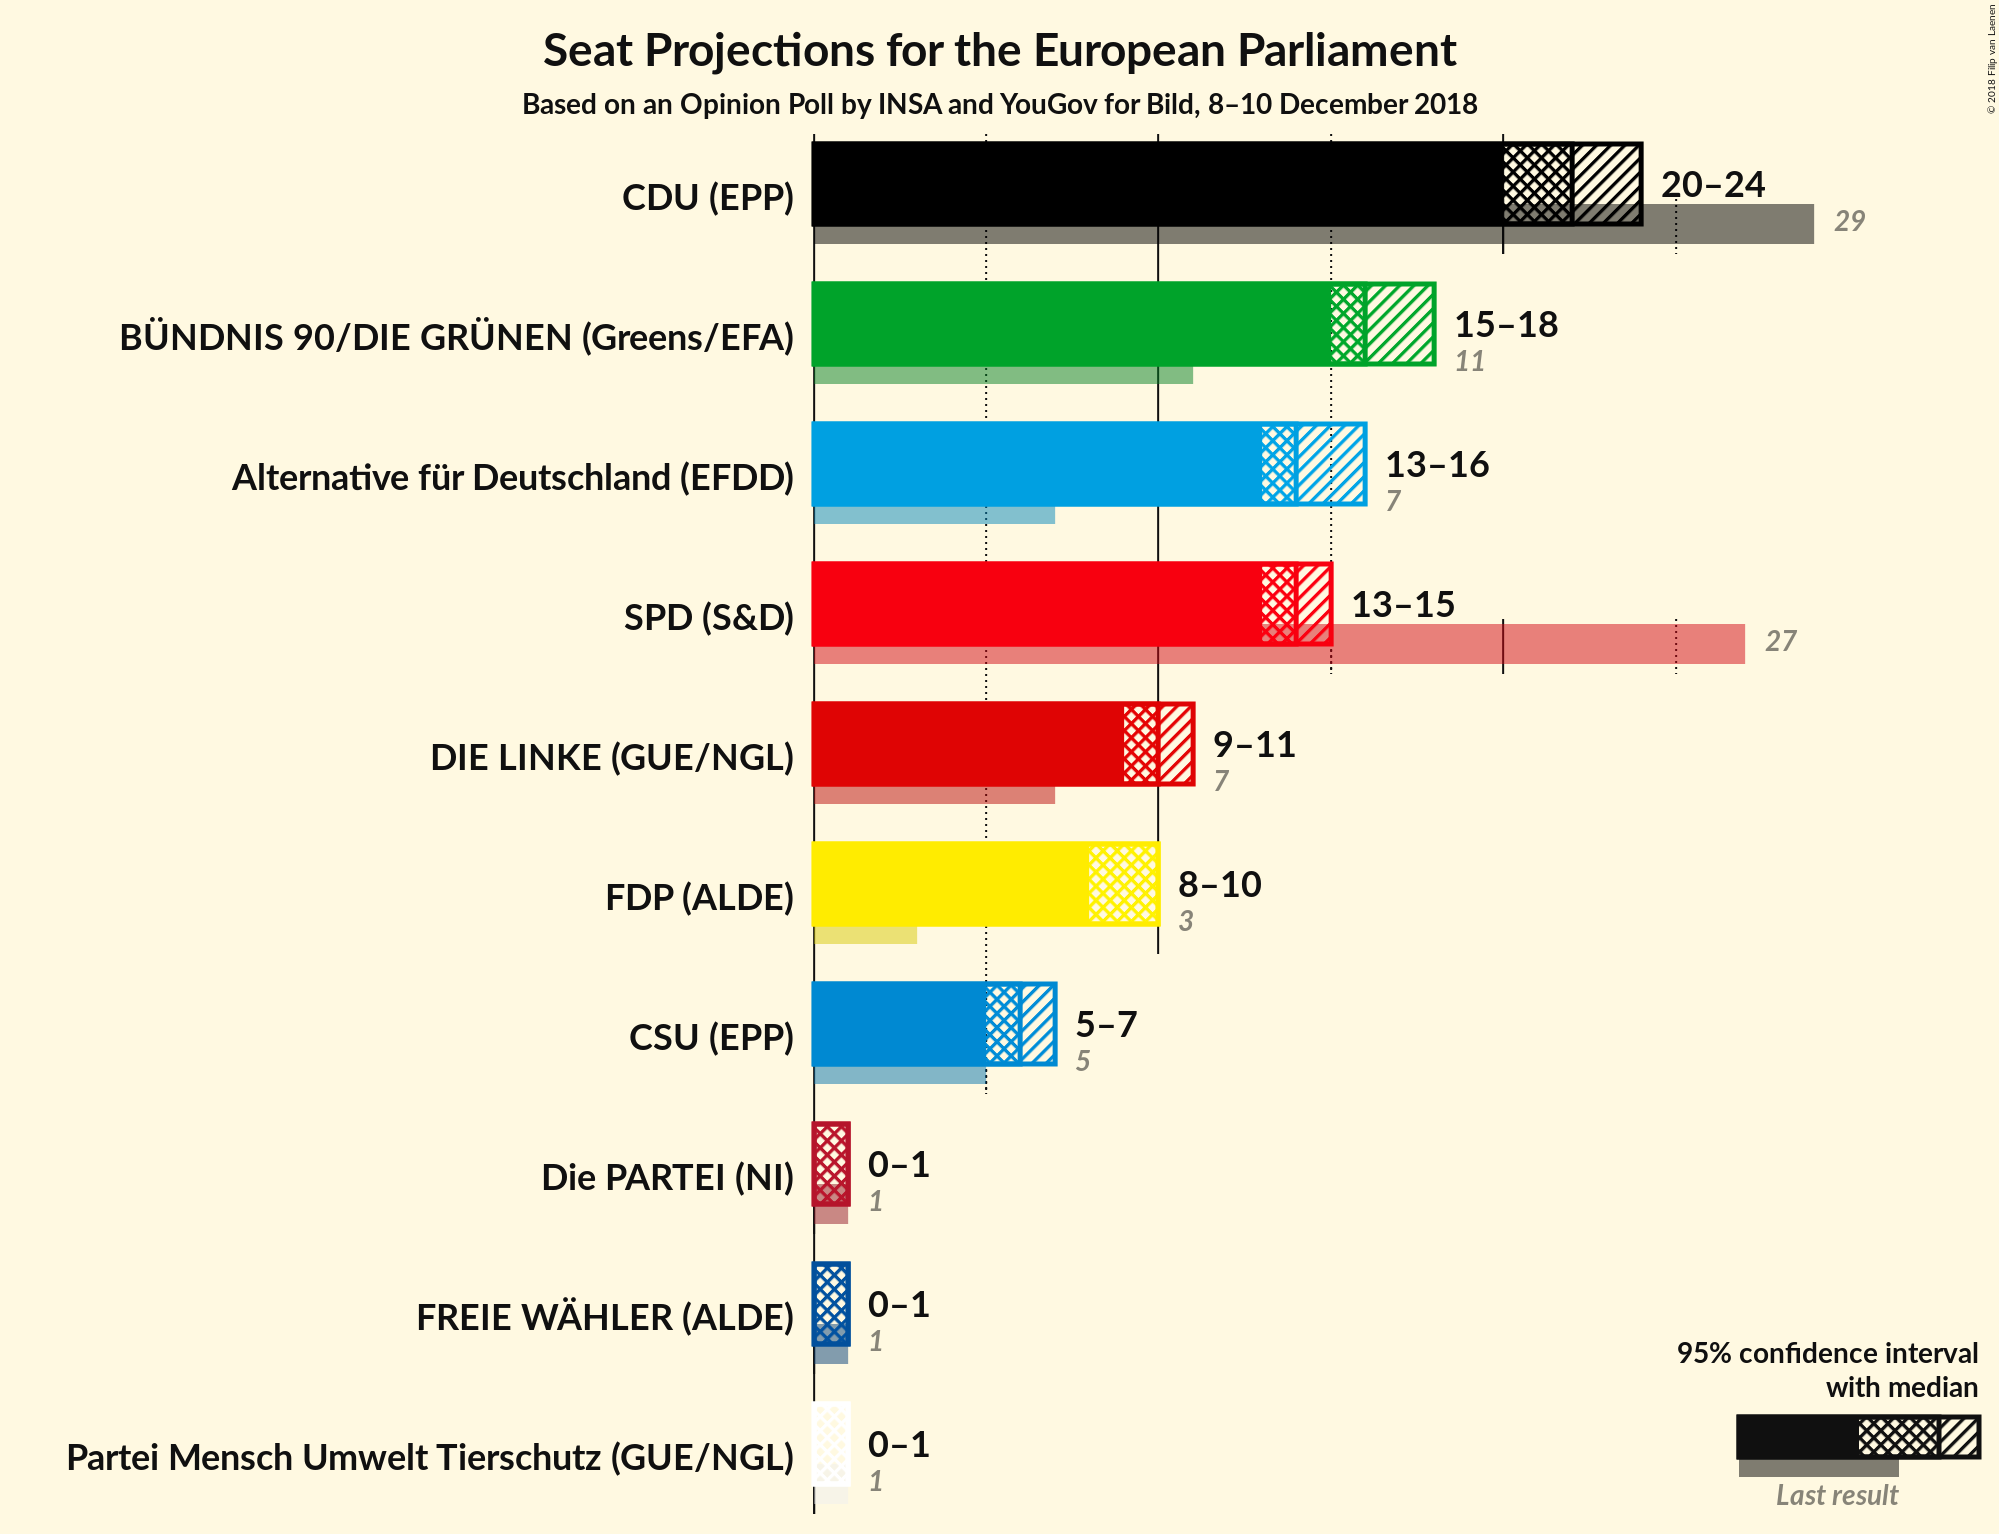 Seat Projections for the European Parliament
Based on an Opinion Poll by INSA and YouGov for Bild, 8–10 December 2018
© 2018 Filip van Laenen
CDU (EPP)
20–24
29
BÜNDNIS 90/DIE GRÜNEN (Greens/EFA)
15–18
11
Alternative für Deutschland (EFDD)
13–16
7
SPD (S&D)
13–15
27
DIE LINKE (GUE/NGL)
9–11
7
FDP (ALDE)
8–10
3
CSU (EPP)
5–7
5
Die PARTEI (NI)
0–1
1
FREIE WÄHLER (ALDE)
0–1
1
Partei Mensch Umwelt Tierschutz (GUE/NGL)
0–1
1
95% confidence interval
with median
Last result